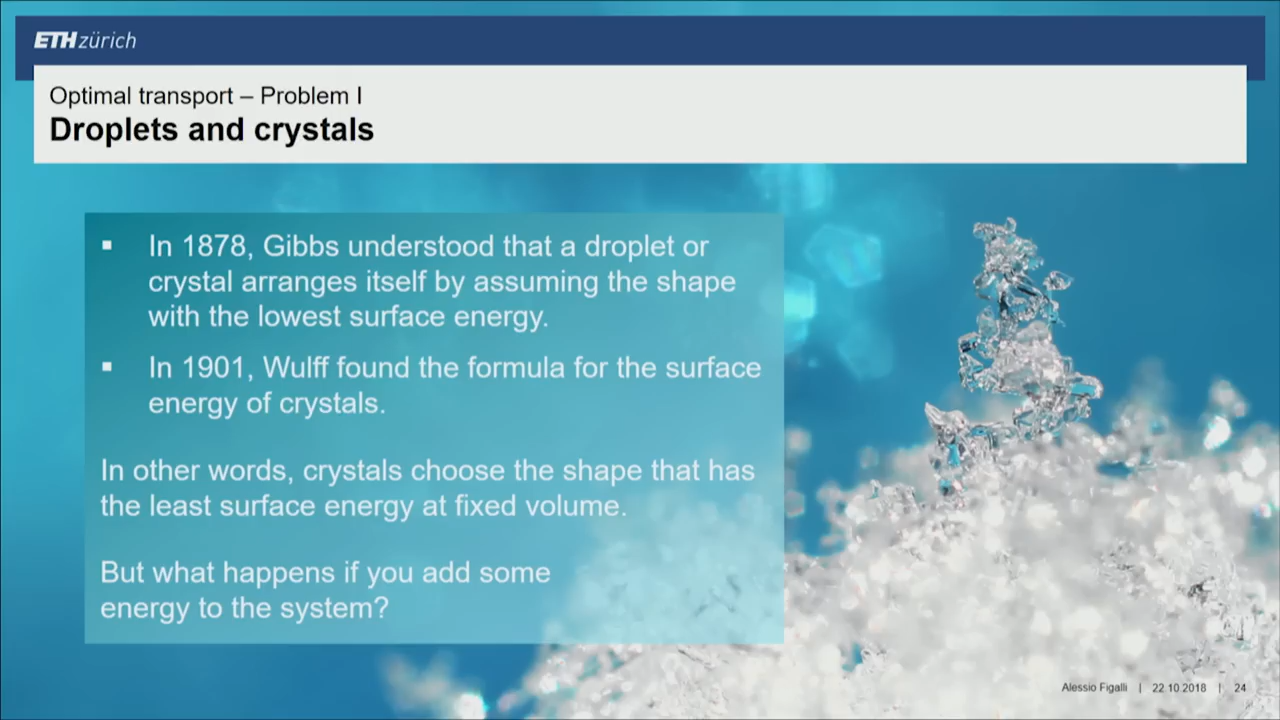 ETH zürich
Optimal transport – Problem I
Droplets and crystals
▪ In 1878, Gibbs understood that a droplet or
crystal arranges itself by assuming the shape
with the lowest surface energy.
▪ In 1901, Wulff found the formula for the surface
energy of crystals.
In other words, crystals choose the shape that has
the least surface energy at fixed volume.
But what happens if you add some
energy to the system?
Alessio Figalli | 22 10 2018 | 24